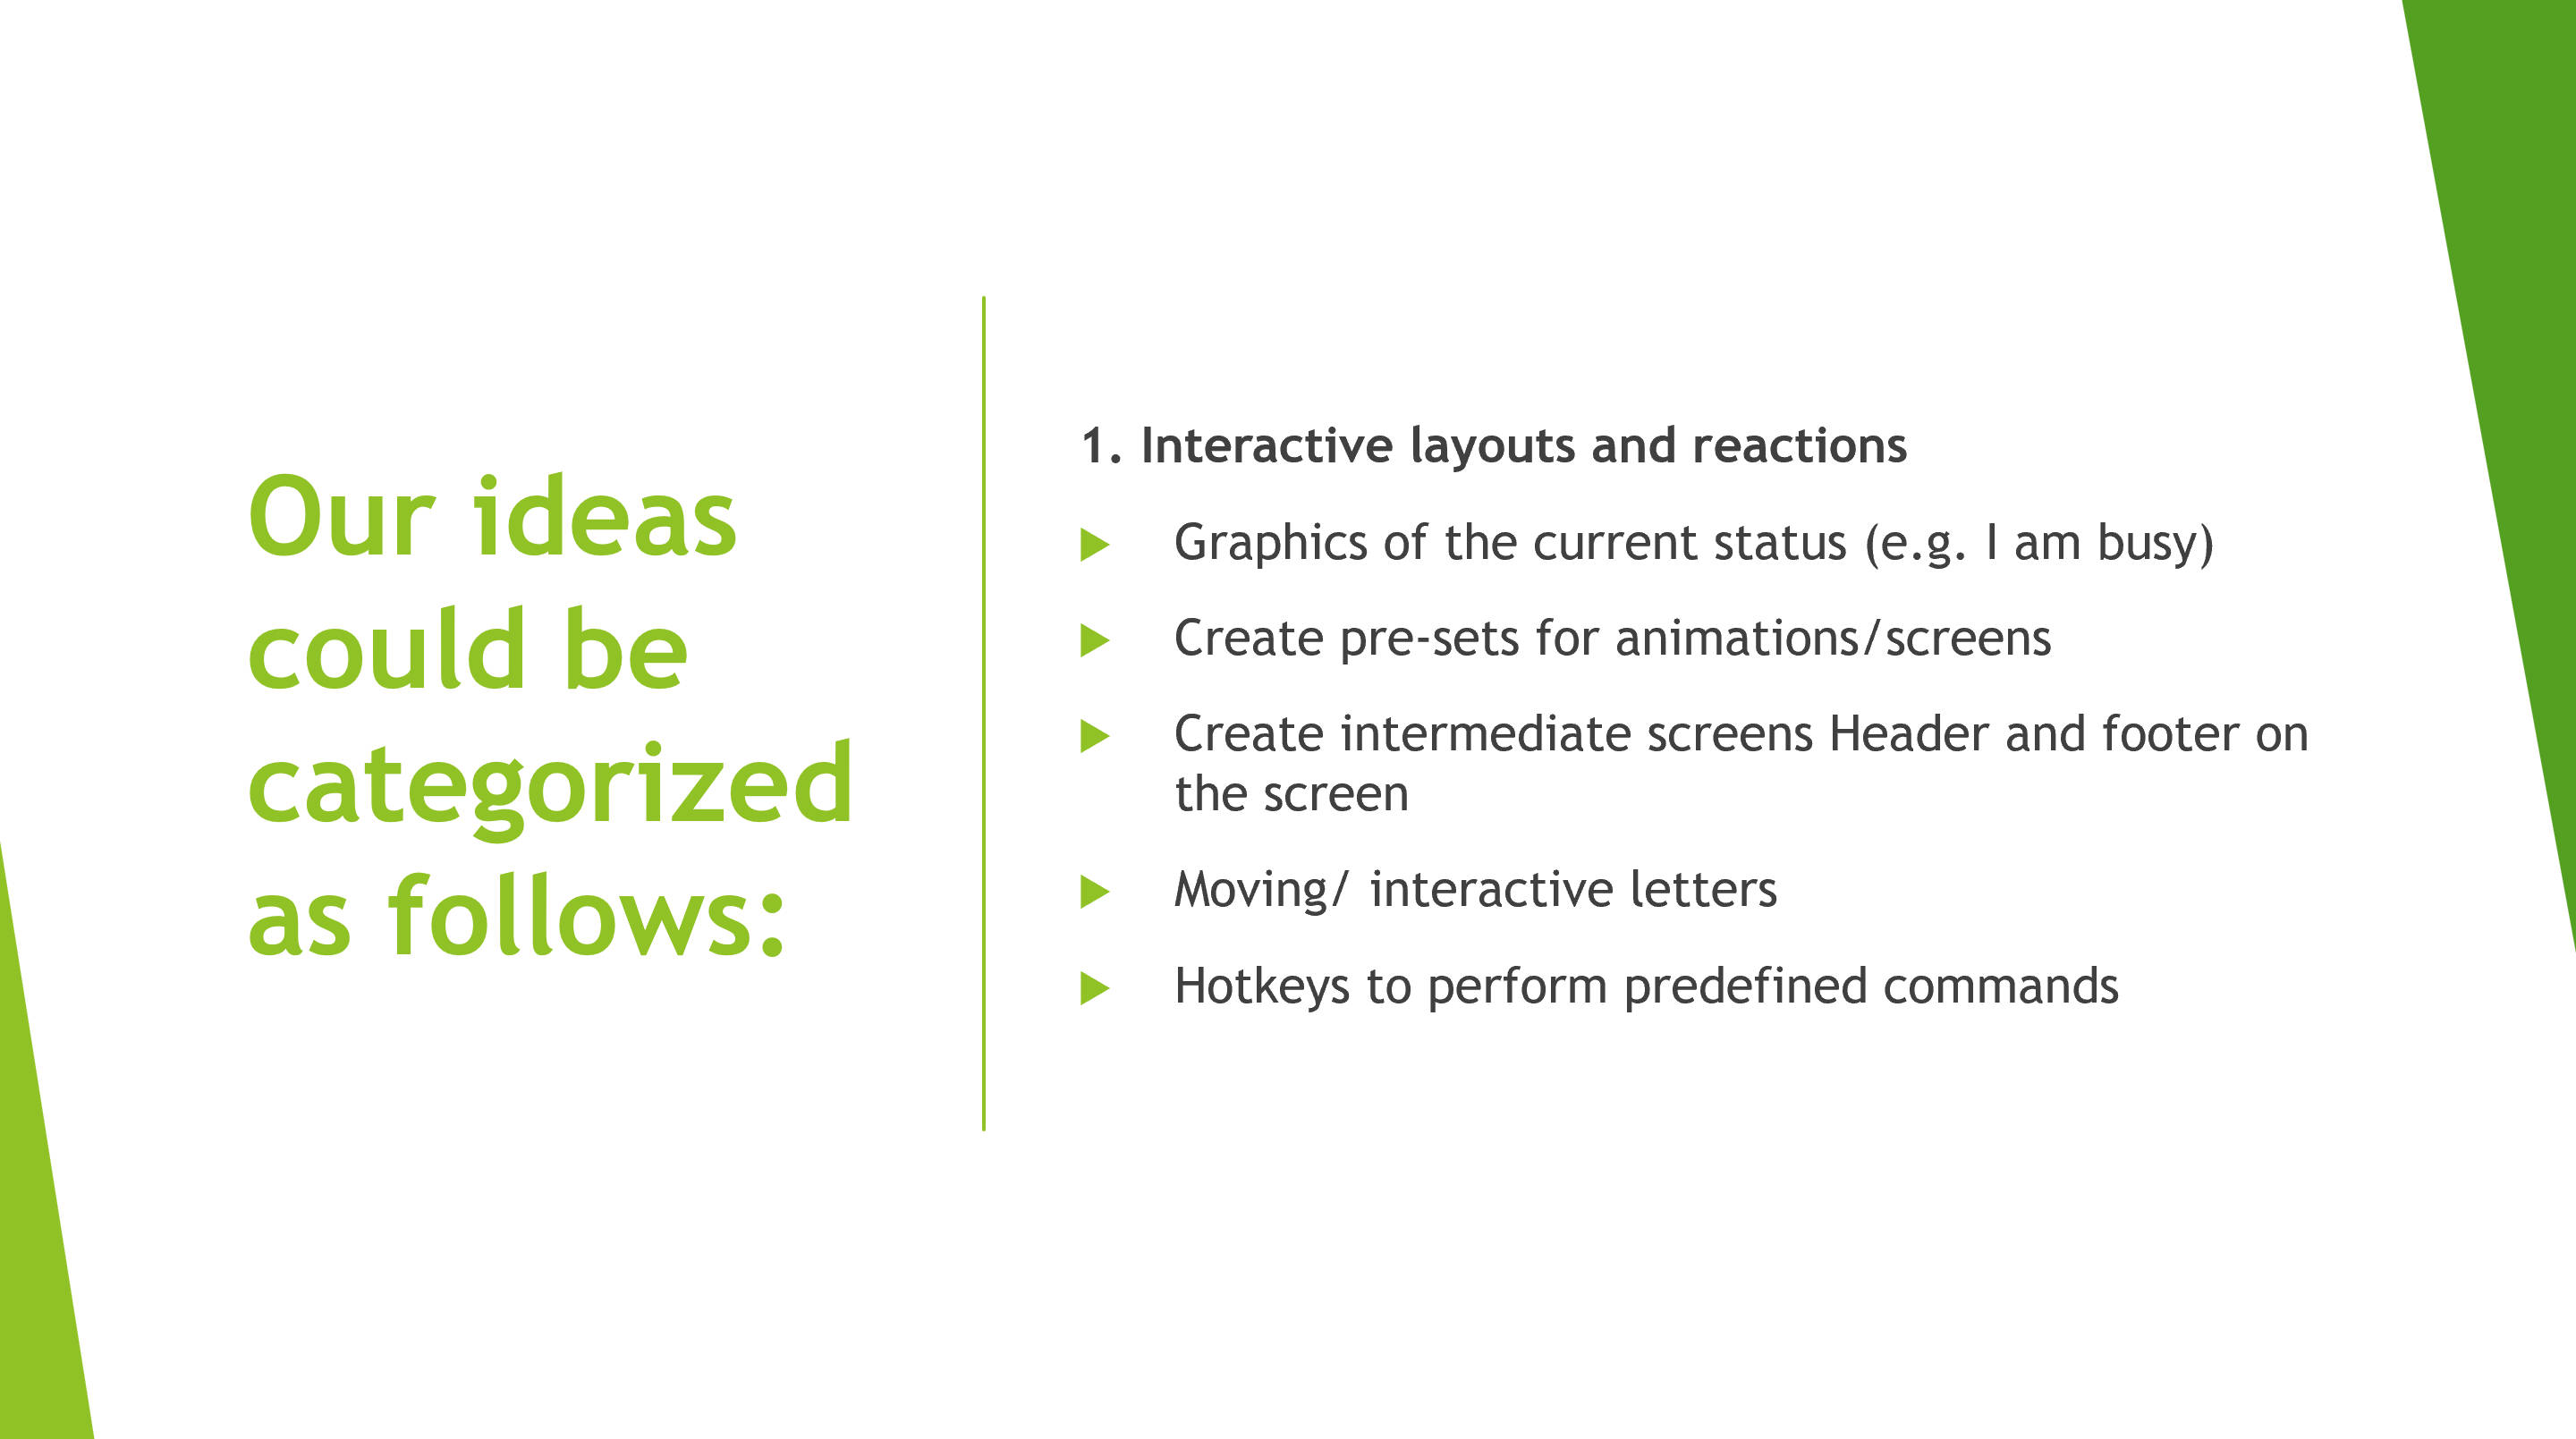 Our ideas
could be
categorized
as follows:
1. Interactive layouts and reactions
Graphics of the current status (e.g. I am busy)
Create pre-sets for animations/screens
Create intermediate screens Header and footer on
the screen
Moving/ interactive letters
Hotkeys to perform predefined commands